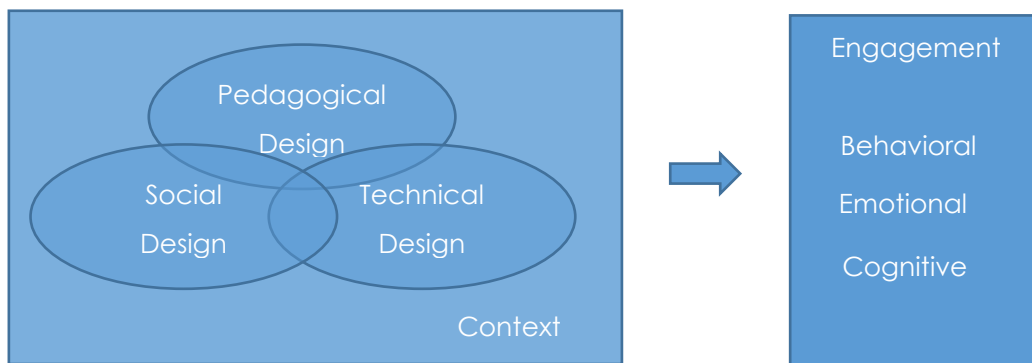 Pedagogical
Design
Social
Design
Technical
Design
Context
Engagement
Behavioral
Emotional
Cognitive